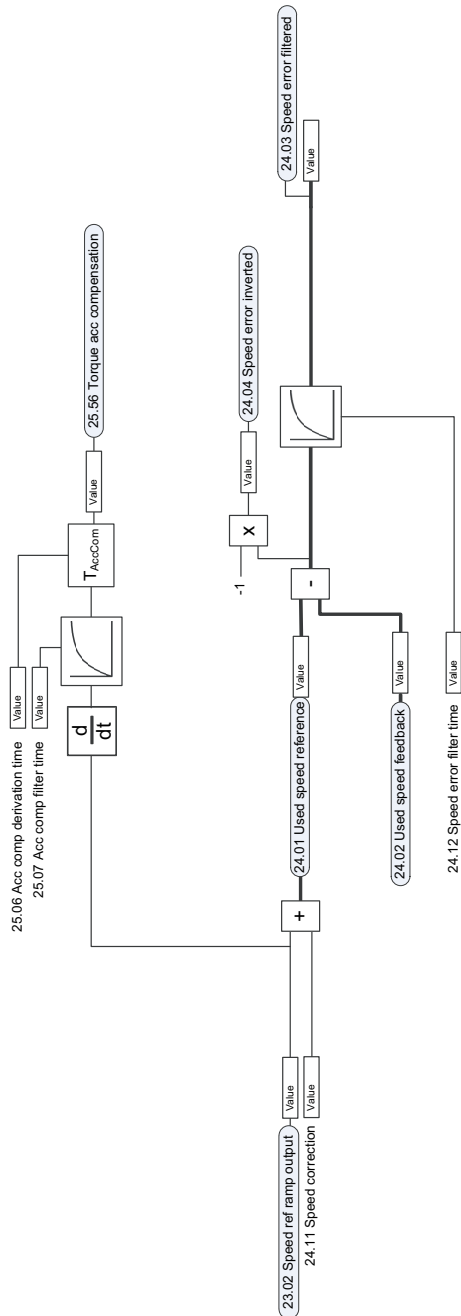 25.06 Acc comp derivation time Value
25.07 Acc comp filter time Value
d
dt
TAccCom
Value
25.56 Torque acc compensation
23.02 Speed ref ramp output Value
24.11 Speed correction Value
+
24.01 Used speed reference Value
24.02 Used speed feedback Value
-
-1
x
Value
24.04 Speed error inverted
24.12 Speed error filter time Value
Value
24.03 Speed error filtered